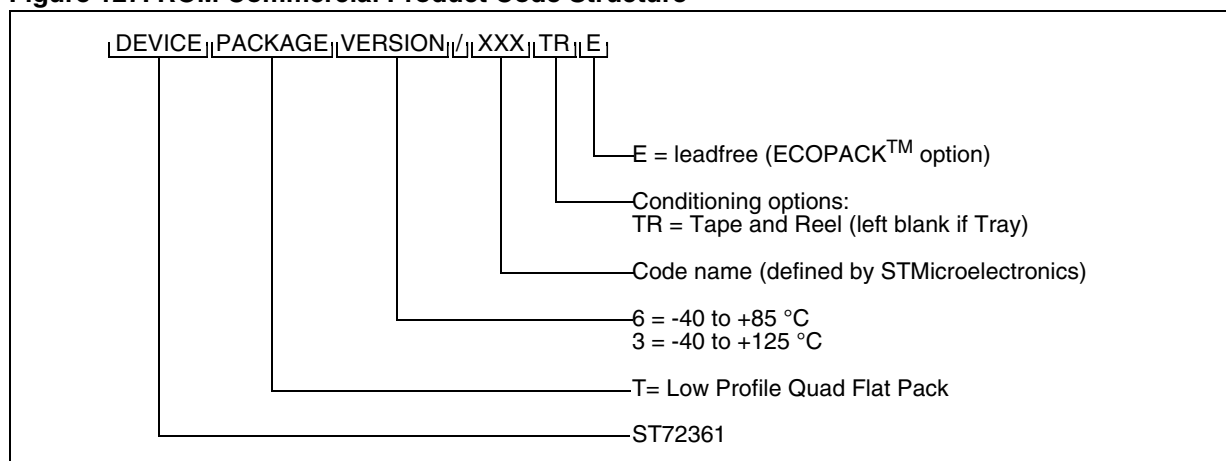 DEVICE PACKAGE VERSION / XXX TR E
E = leadfree (ECOPACK™ option)
Conditioning options:
TR = Tape and Reel (left blank if Tray)
Code name (defined by STMicroelectronics)
6 = -40 to +85 °C
3 = -40 to +125 °C
T= Low Profile Quad Flat Pack
ST72361